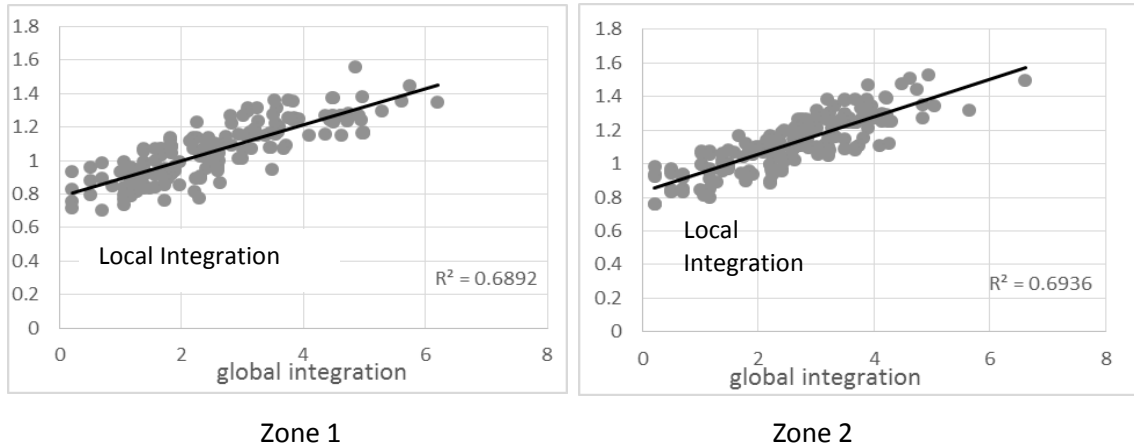 1.8
1.6
1.4
1.2
1
0.8
0.6
0.4
0.2
0
Local Integration
R² = 0.6892
0 2 4 6 8
global integration
Zone 1
1.8
1.6
1.4
1.2
1
0.8
0.6
0.4
0.2
0
Local
Integration
R² = 0.6936
0 2 4 6 8
global integration
Zone 2